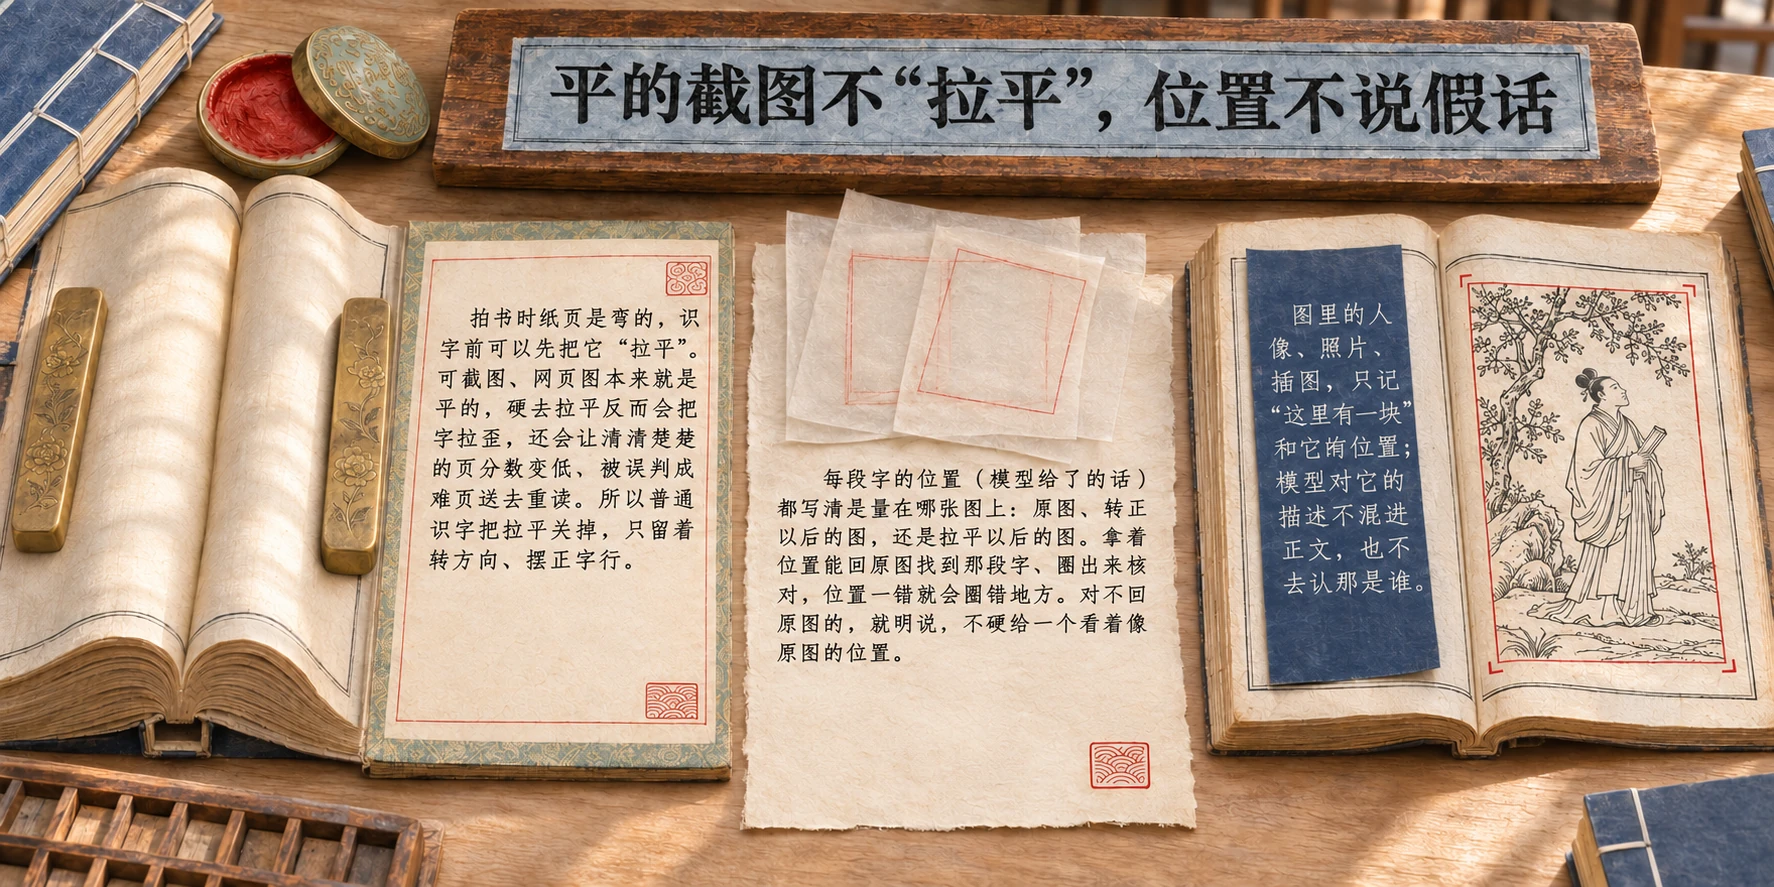 平的截图不“拉平”，位置不说假话
拍书时纸页是弯的，识
字前可以先把它“拉平”。
可截图、网页图本来就是
平的，硬去拉平反而会把
字拉歪，还会让清清楚楚
的页分数变低、被误判成
难页送去重读。所以普通
识字把拉平关掉，只留着
转方向、摆正字行。
每段字的位置（模型给了的话）
都写清是量在哪张图上：原图、转正
以后的图，还是拉平以后的图。拿着
位置能回原图找到那段字、圈出来核
对，位置一错就会圈错地方。对不回
原图的，就明说，不硬给一个看着像
原图的位置。
图里的人
像、照片、
插图，只记
“这里有一块”
和它的位置；
模型对它的
描述不混进
正文，也不
去认那是谁。